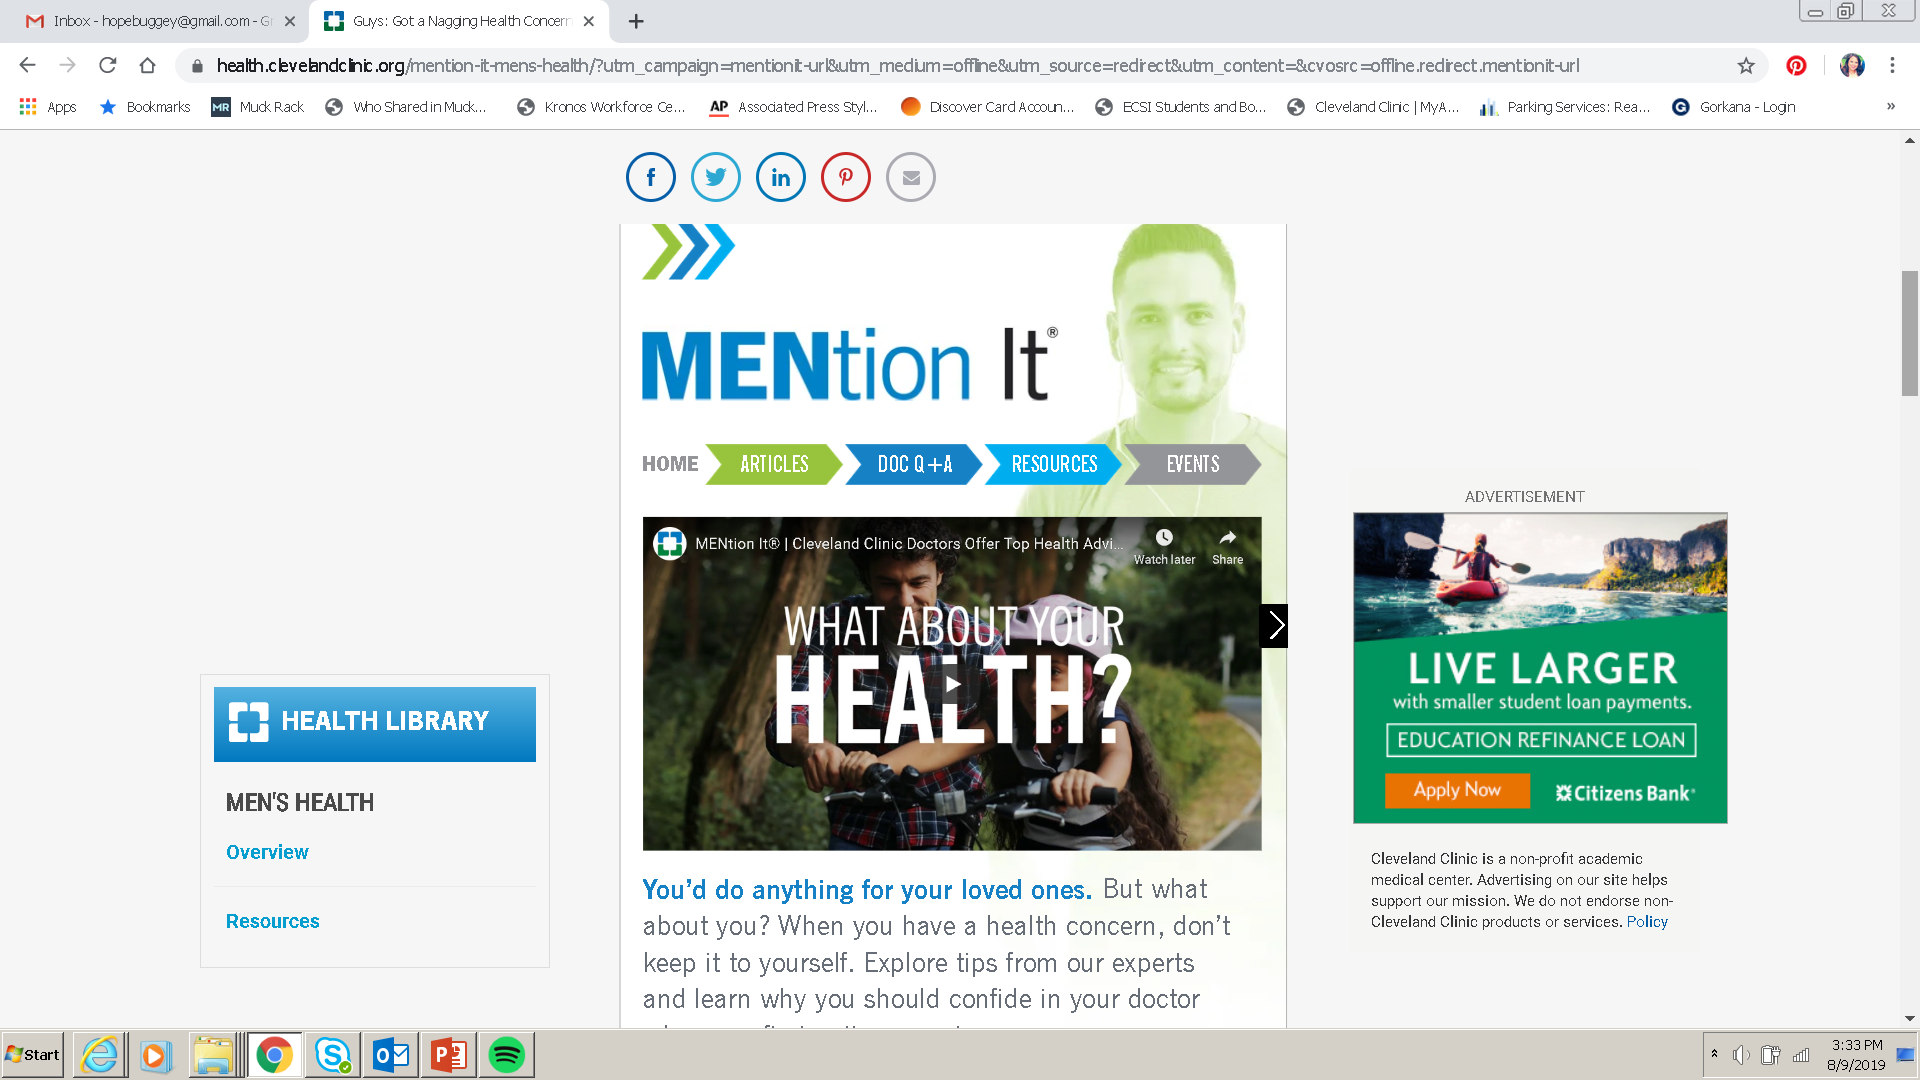 Inbox - hopebuggey@gmail.com - G
Guys: Got a Nagging Health Concern
health.clevelandclinic.org/mention-it-mens-health/?utm_campaign=mentionit-url&utm_medium=offline&utm_source=redirect&utm_content=&cvosrc=offline.redirect.mentionit-url
Apps
Bookmarks
MR Muck Rack
Who Shared in Muck...
Kronos Workforce Ce...
AP Associated Press Styl...
Discover Card Accoun...
ECSI Students and Bo...
Cleveland Clinic | MyA...
Parking Services: Rea...
G Gorkana - Login
»
MENtion It®
HOME ARTICLES DOC Q+A RESOURCES EVENTS
MENtion It® | Cleveland Clinic Doctors Offer Top Health Advi...
Watch later
Share
WHAT ABOUT YOUR
HEALTH?
You'd do anything for your loved ones. But what
about you? When you have a health concern, don't
keep it to yourself. Explore tips from our experts
and learn why you should confide in your doctor
HEALTH LIBRARY
MEN'S HEALTH
Overview
Resources
ADVERTISEMENT
LIVE LARGER
with smaller student loan payments.
EDUCATION REFINANCE LOAN
Apply Now
Citizens Bank®
Cleveland Clinic is a non-profit academic
medical center. Advertising on our site helps
support our mission. We do not endorse non-
Cleveland Clinic products or services. Policy
Start
3:33 PM
8/9/2019